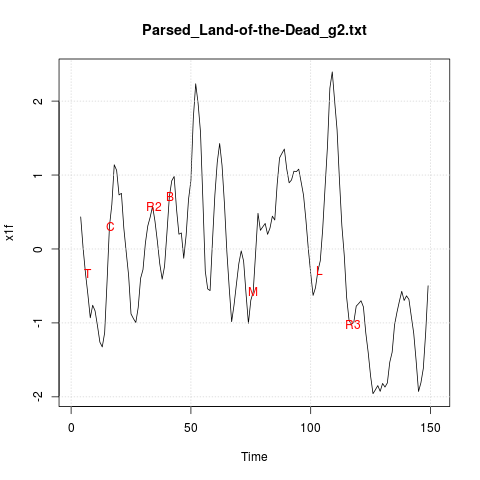 Parsed_Land-of-the-Dead_g2.txt
x1f
2
1
0
-1
-2
T
C
R2
B
M
L
R3
0
50
100
150
Time